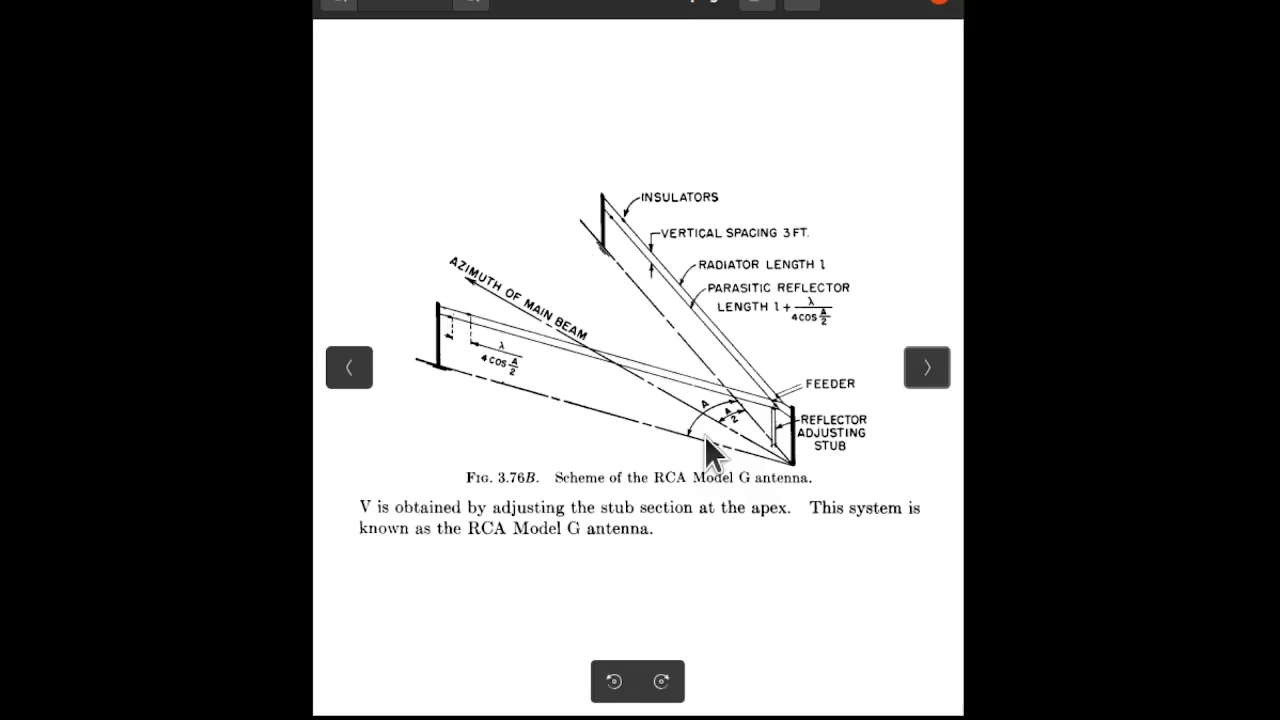 INSULATORS
VERTICAL SPACING 3 FT.
RADIATOR LENGTH l
PARASITIC REFLECTOR
LENGTH l + λ / 4 COS A/2
AZIMUTH OF MAIN BEAM
λ / 4 COS A/2
A
A/2
FEEDER
REFLECTOR
ADJUSTING
STUB
FIG. 3.76B. Scheme of the RCA Model G antenna.
V is obtained by adjusting the stub section at the apex. This system is
known as the RCA Model G antenna.